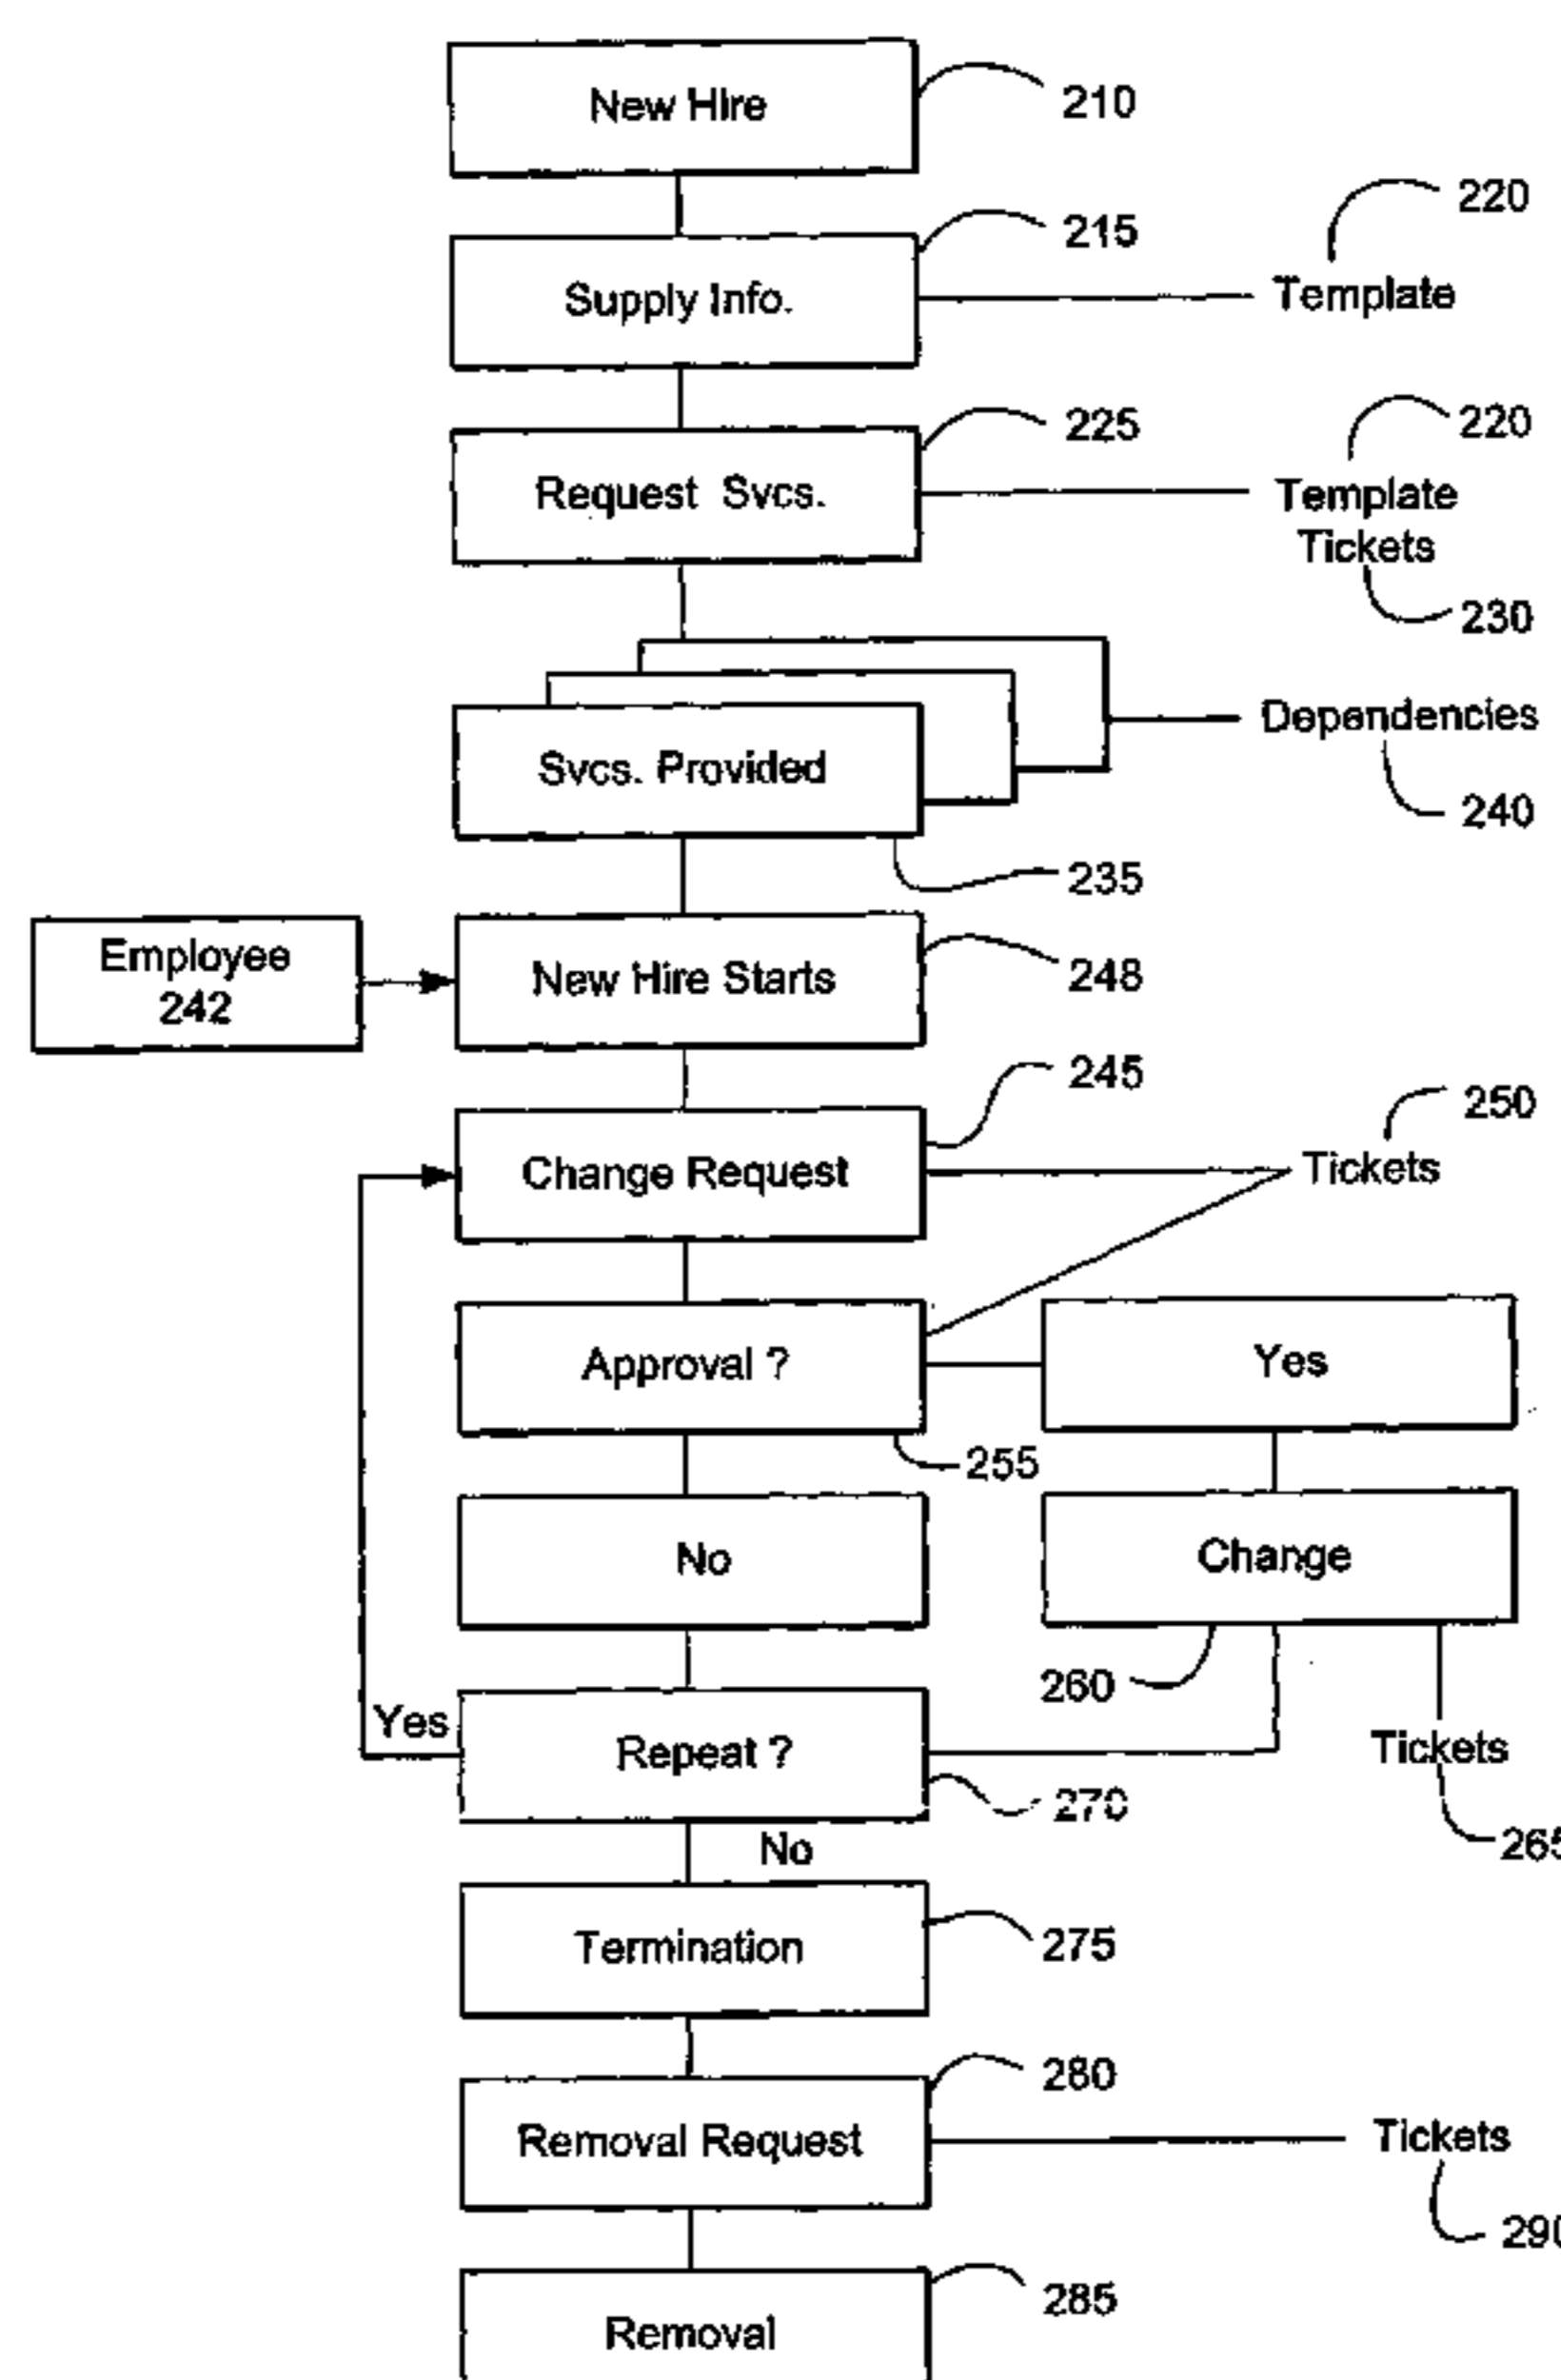 New Hire
210
220
215
Supply Info.
Template
220
225
Request Svcs.
Template
Tickets
230
Dependencies
Svcs. Provided
240
235
Employee
242
New Hire Starts
248
245
250
Change Request
Tickets
Approval ?
Yes
255
No
Change
260
Yes
Repeat ?
Tickets
270
265
No
Termination
275
280
Removal Request
Tickets
290
285
Removal